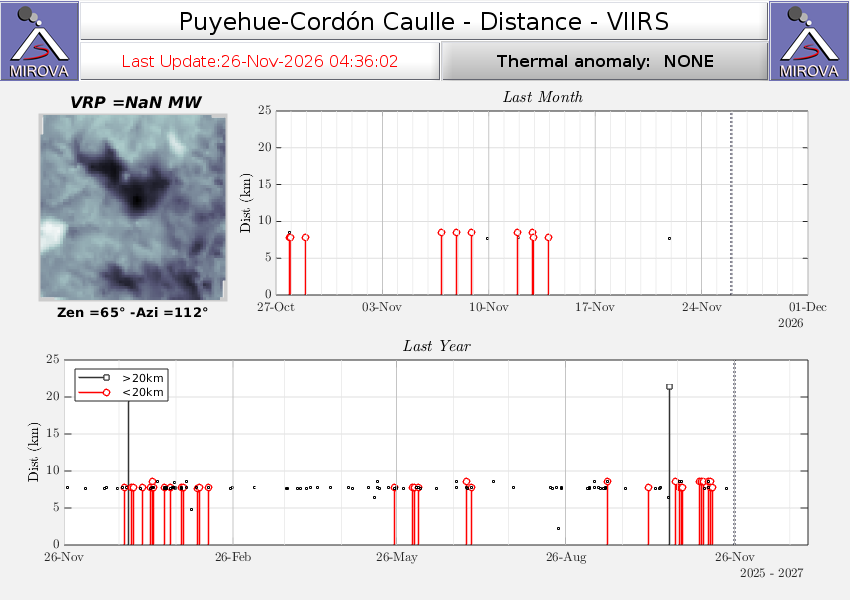 Puyehue-Cordón Caulle - Distance - VIIRS
MIROVA
Last Update:26-Nov-2026 04:36:02
Thermal anomaly: NONE
MIROVA
VRP =NaN MW
Zen =65° -Azi =112°
Last Month
Dist (km)
25
20
15
10
5
0
27-Oct
03-Nov
10-Nov
17-Nov
24-Nov
01-Dec
2026
Last Year
Dist (km)
25
20
15
10
5
0
>20km
<20km
26-Nov
26-Feb
26-May
26-Aug
26-Nov
2025 - 2027